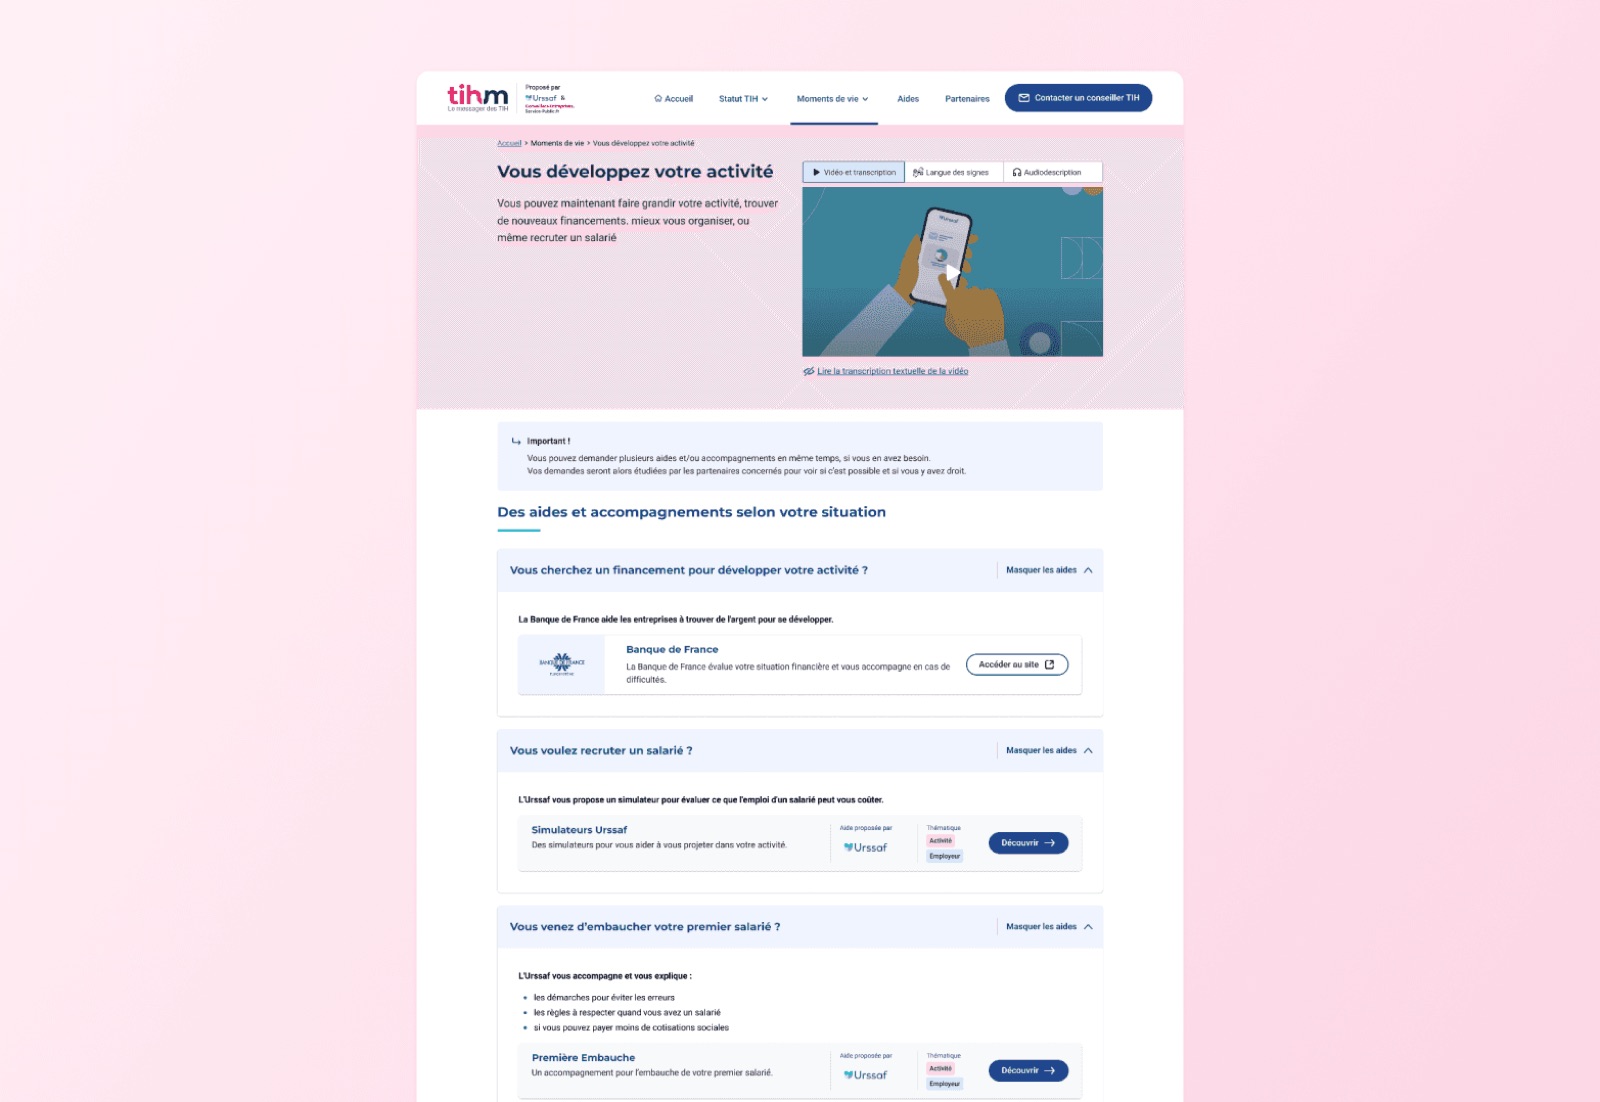 tihm
Le messager des TIH
Proposé par
Urssaf &
Service Public.fr
Accueil
Statut TIH
Moments de vie
Aides
Partenaires
Contacter un conseiller TIH
Accueil > Moments de vie > Vous développez votre activité
Vous développez votre activité
Vous pouvez maintenant faire grandir votre activité, trouver
de nouveaux financements. mieux vous organiser, ou
même recruter un salarié
Vidéo et transcription
Langue des signes
Audiodescription
Urssaf
Lire la transcription textuelle de la vidéo
Important !
Vous pouvez demander plusieurs aides et/ou accompagnements en même temps, si vous en avez besoin.
Vos demandes seront alors étudiées par les partenaires concernés pour voir si c'est possible et si vous y avez droit.
Des aides et accompagnements selon votre situation
Vous cherchez un financement pour développer votre activité ?
Masquer les aides
La Banque de France aide les entreprises à trouver de l'argent pour se développer.
BANQUE DE FRANCE
Banque de France
La Banque de France évalue votre situation financière et vous accompagne en cas de
difficultés.
Accéder au site
Vous voulez recruter un salarié ?
Masquer les aides
L'Urssaf vous propose un simulateur pour évaluer ce que l'emploi d'un salarié peut vous coûter.
Simulateurs Urssaf
Des simulateurs pour vous aider à vous projeter dans votre activité.
Aide proposée par
Urssaf
Thématique
Activité
Employeur
Découvrir
Vous venez d'embaucher votre premier salarié ?
Masquer les aides
L'Urssaf vous accompagne et vous explique :
les démarches pour éviter les erreurs
les règles à respecter quand vous avez un salarié
si vous pouvez payer moins de cotisations sociales
Première Embauche
Un accompagnement pour l'embauche de votre premier salarié.
Aide proposée par
Urssaf
Thématique
Activité
Employeur
Découvrir